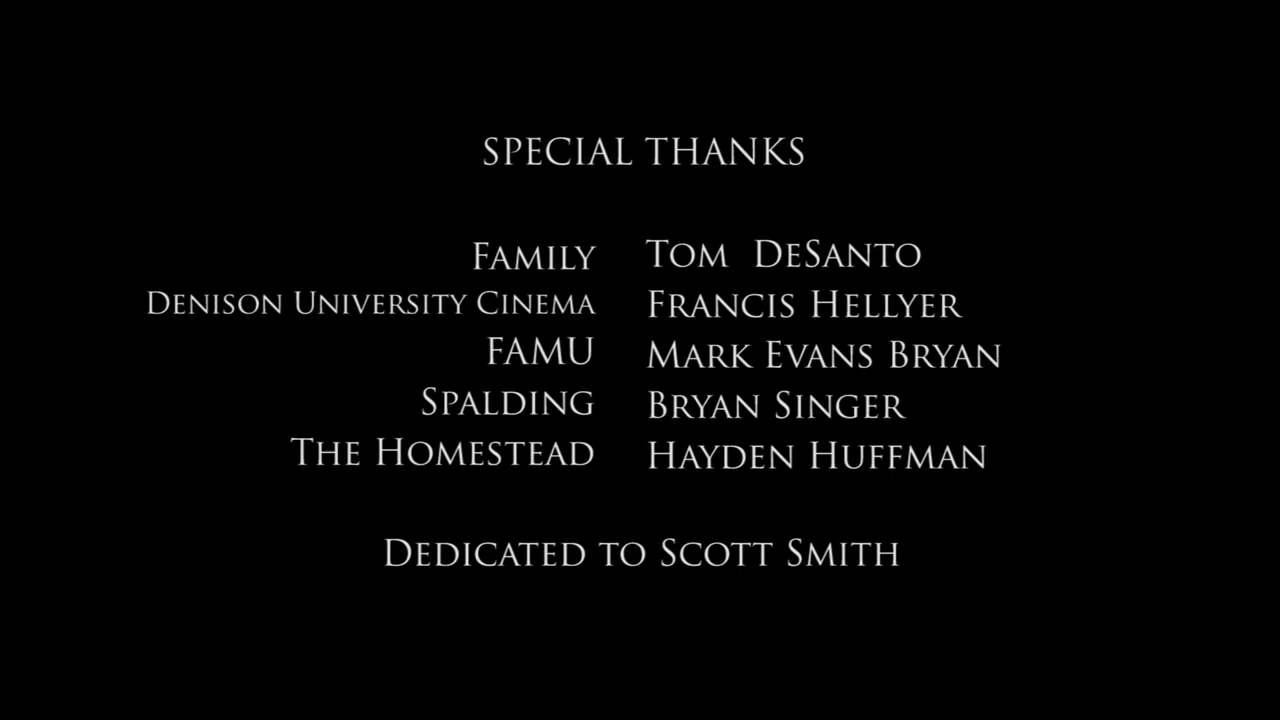 SPECIAL THANKS
FAMILY
DENISON UNIVERSITY CINEMA
FAMU
SPALDING
THE HOMESTEAD
TOM DESANTO
FRANCIS HELLYER
MARK EVANS BRYAN
BRYAN SINGER
HAYDEN HUFFMAN
DEDICATED TO SCOTT SMITH